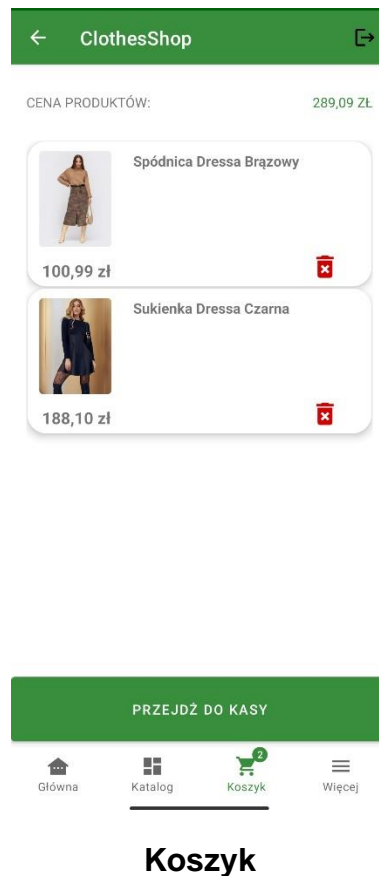 ClothesShop
CENA PRODUKTÓW: 289,09 ZŁ
Spódnica Dressa Brązowy
100,99 zł
Sukienka Dressa Czarna
188,10 zł
PRZEJDŹ DO KASY
2
Główna Katalog Koszyk Więcej
Koszyk